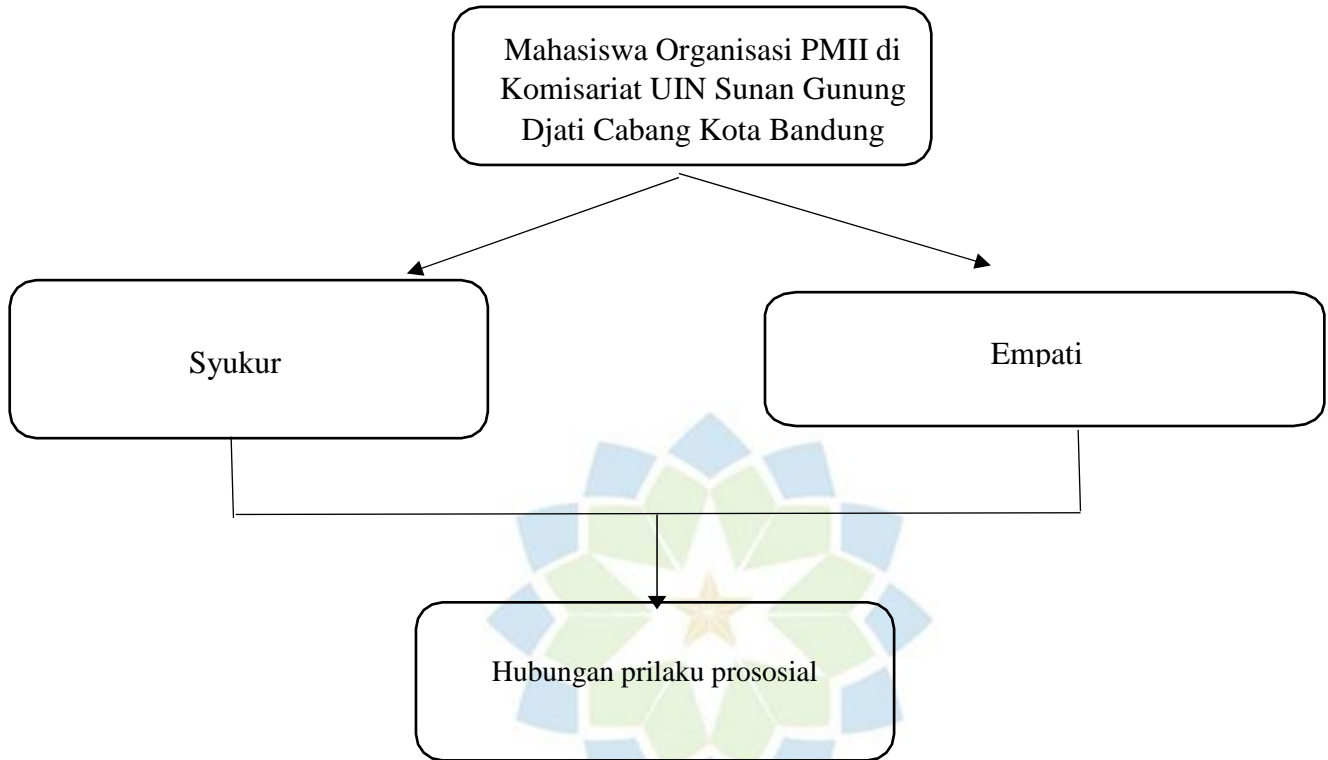 Mahasiswa Organisasi PMII di
Komisariat UIN Sunan Gunung
Djati Cabang Kota Bandung
Syukur
Empati
Hubungan prilaku prososial